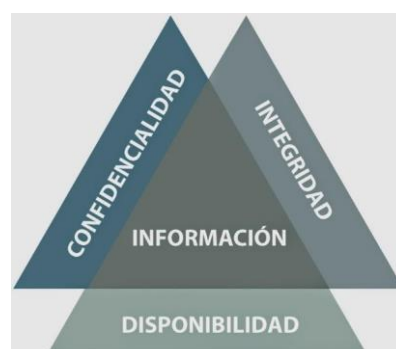 CONFIDENCIALIDAD
INTEGRIDAD
INFORMACIÓN
DISPONIBILIDAD